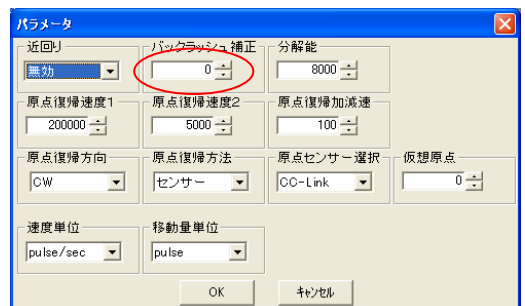 パラメータ
近回り
バックラッシュ補正
分解能
無効
0
8000
原点復帰速度1
原点復帰速度2
原点復帰加減速
200000
5000
100
原点復帰方向
原点復帰方法
原点センサー選択
仮想原点
CW
センサー
CC-Link
0
速度単位
移動量単位
pulse/sec
pulse
OK
キャンセル